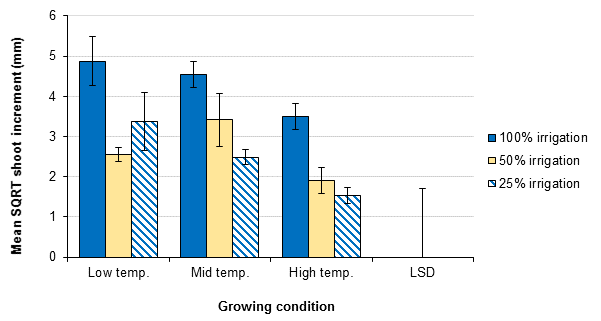 Mean SQRT shoot increment (mm)
6
5
4
3
2
1
0
Low temp.
Mid temp.
High temp.
LSD
Growing condition
100% irrigation
50% irrigation
25% irrigation